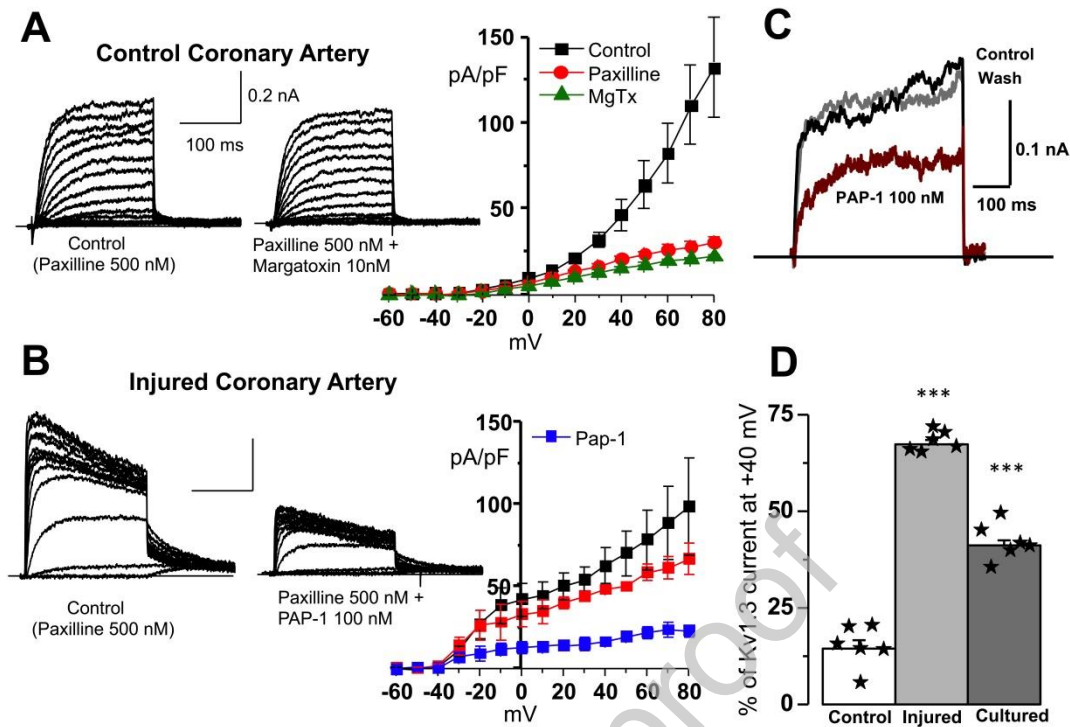 A
Control Coronary Artery
0.2 nA
100 ms
Control
(Paxilline 500 nM)
Paxilline 500 nM +
Margatoxin 10nM
150
pA/pF
100
50
Control
Paxilline
MgTx
-60 -40 -20 0 20 40 60 80
mV
C
Control
Wash
0.1 nA
PAP-1 100 nM
100 ms
B
Injured Coronary Artery
Control
(Paxilline 500 nM)
Paxilline 500 nM +
PAP-1 100 nM
150
pA/pF
100
50
Pap-1
-60 -40 -20 0 20 40 60 80
mV
D
% of Kv1.3 current at +40 mV
75
50
25
0
*** 
***
Control Injured Cultured
proof